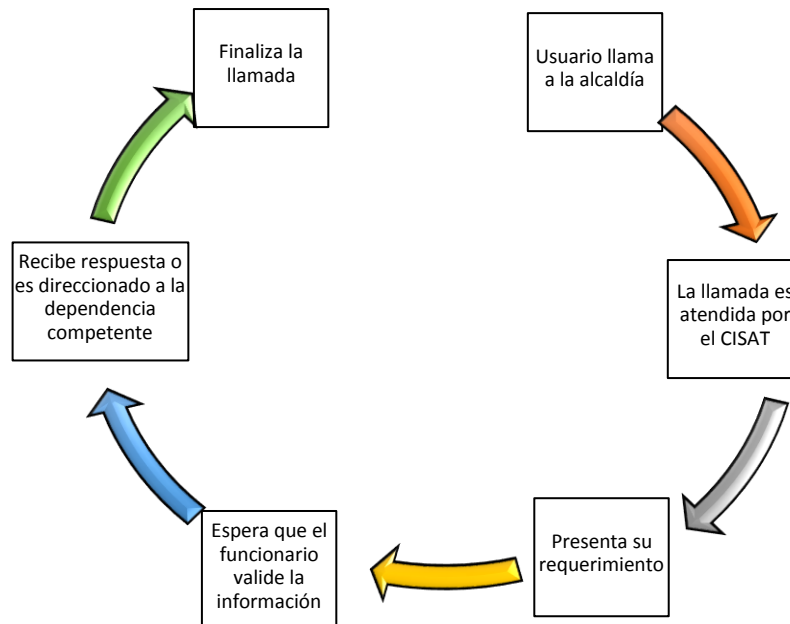 Usuario llama
a la alcaldía
La llamada es
atendida por
el CISAT
Presenta su
requerimiento
Espera que el
funcionario
valide la
información
Recibe respuesta o
es direccionado a la
dependencia
competente
Finaliza la
llamada